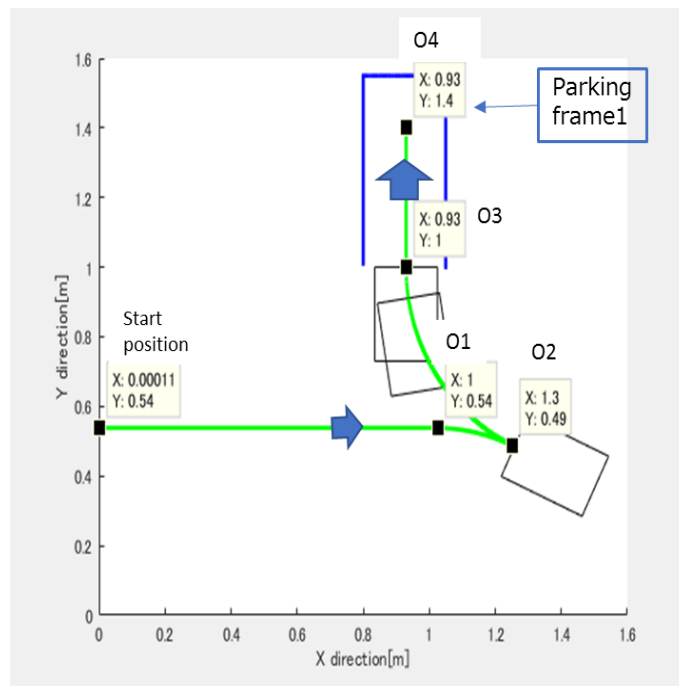 O4
1.6
X: 0.93
Y: 1.4
Parking
frame1
1.4
1.2
X: 0.93
Y: 1
O3
1
Y direction[m]
Start
position
0.8
O1
O2
X: 0.00011
Y: 0.54
X: 1
Y: 0.54
X: 1.3
Y: 0.49
0.6
0.4
0.2
0
0
0.2
0.4
0.6
0.8
1
1.2
1.4
1.6
X direction[m]